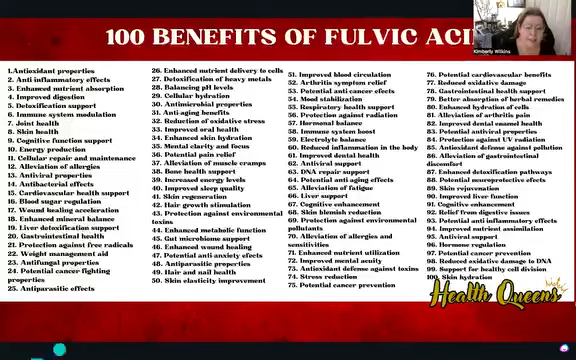 100 BENEFITS OF FULVIC ACI
Kimberly Wilkins
1.Antioxidant properties
2. Anti inflammatory effects
3. Enhanced nutrient absorption
4. Improved digestion
5. Detoxification support
6. Immune system modulation
7. Joint health
8. Skin health
9. Cognitive function support
10. Energy production
11. Cellular repair and maintenance
12. Alleviation of allergies
13. Antiviral properties
14. Antibacterial effects
15. Cardiovascular health support
16. Blood sugar regulation
17. Wound healing acceleration
18. Enhanced mineral balance
19. Liver detoxification support
20. Gastrointestinal health
21. Protection against free radicals
22. Weight management aid
23. Antifungal properties
24. Potential cancer fighting
properties
25. Antiparasitic effects
26. Enhanced nutrient delivery to cells
27. Detoxification of heavy metals
28. Balancing pH levels
29. Cellular hydration
30. Antimicrobial properties
31. Anti aging benefits
32. Reduction of oxidative stress
33. Improved oral health
34. Enhanced skin hydration
35. Mental clarity and focus
36. Potential pain relief
37. Alleviation of muscle cramps
38. Bone health support
39. Increased energy levels
40. Improved sleep quality
41. Skin regeneration
42. Hair growth stimulation
43. Protection against environmental
toxins
44. Enhanced metabolic function
45. Gut microbiome support
46. Enhanced wound healing
47. Potential anti anxiety effects
48. Antiparasitic properties
49. Hair and nail health
50. Skin elasticity improvement
51. Improved blood circulation
52. Arthritis symptom relief
53. Potential anti cancer effects
54. Mood stabilization
55. Respiratory health support
56. Protection against radiation
57. Hormonal balance
58. Immune system boost
59. Electrolyte balance
60. Reduced inflammation in the body
61. Improved dental health
62. Antiviral support
63. DNA repair support
64. Potential anti aging effects
65. Alleviation of fatigue
66. Liver support
67. Cognitive enhancement
68. Skin blemish reduction
69. Protection against environmental
pollutants
70. Alleviation of allergies and
sensitivities
71. Enhanced nutrient utilization
72. Improved mental acuity
73. Antioxidant defense against toxins
74. Stress reduction
75. Potential cancer prevention
76. Potential cardiovascular benefits
77. Reduced oxidative damage
78. Gastrointestinal health support
79. Better absorption of herbal remedies
80. Enhanced hydration of cells
81. Alleviation of arthritis pain
82. Improved dental enamel health
83. Potential antiviral properties
84. Protection against UV radiation
85. Antioxidant defense against pollution
86. Alleviation of gastrointestinal
discomfort
87. Enhanced detoxification pathways
88. Potential neuroprotective effects
89. Skin rejuvenation
90. Improved liver function
91. Cognitive enhancement
92. Relief from digestive issues
93. Potential anti inflammatory effects
94. Improved nutrient assimilation
95. Antiviral support
96. Hormone regulation
97. Potential cancer prevention
98. Reduced oxidative damage to DNA
99. Support for healthy cell division
100. Skin hydration
Health Queens